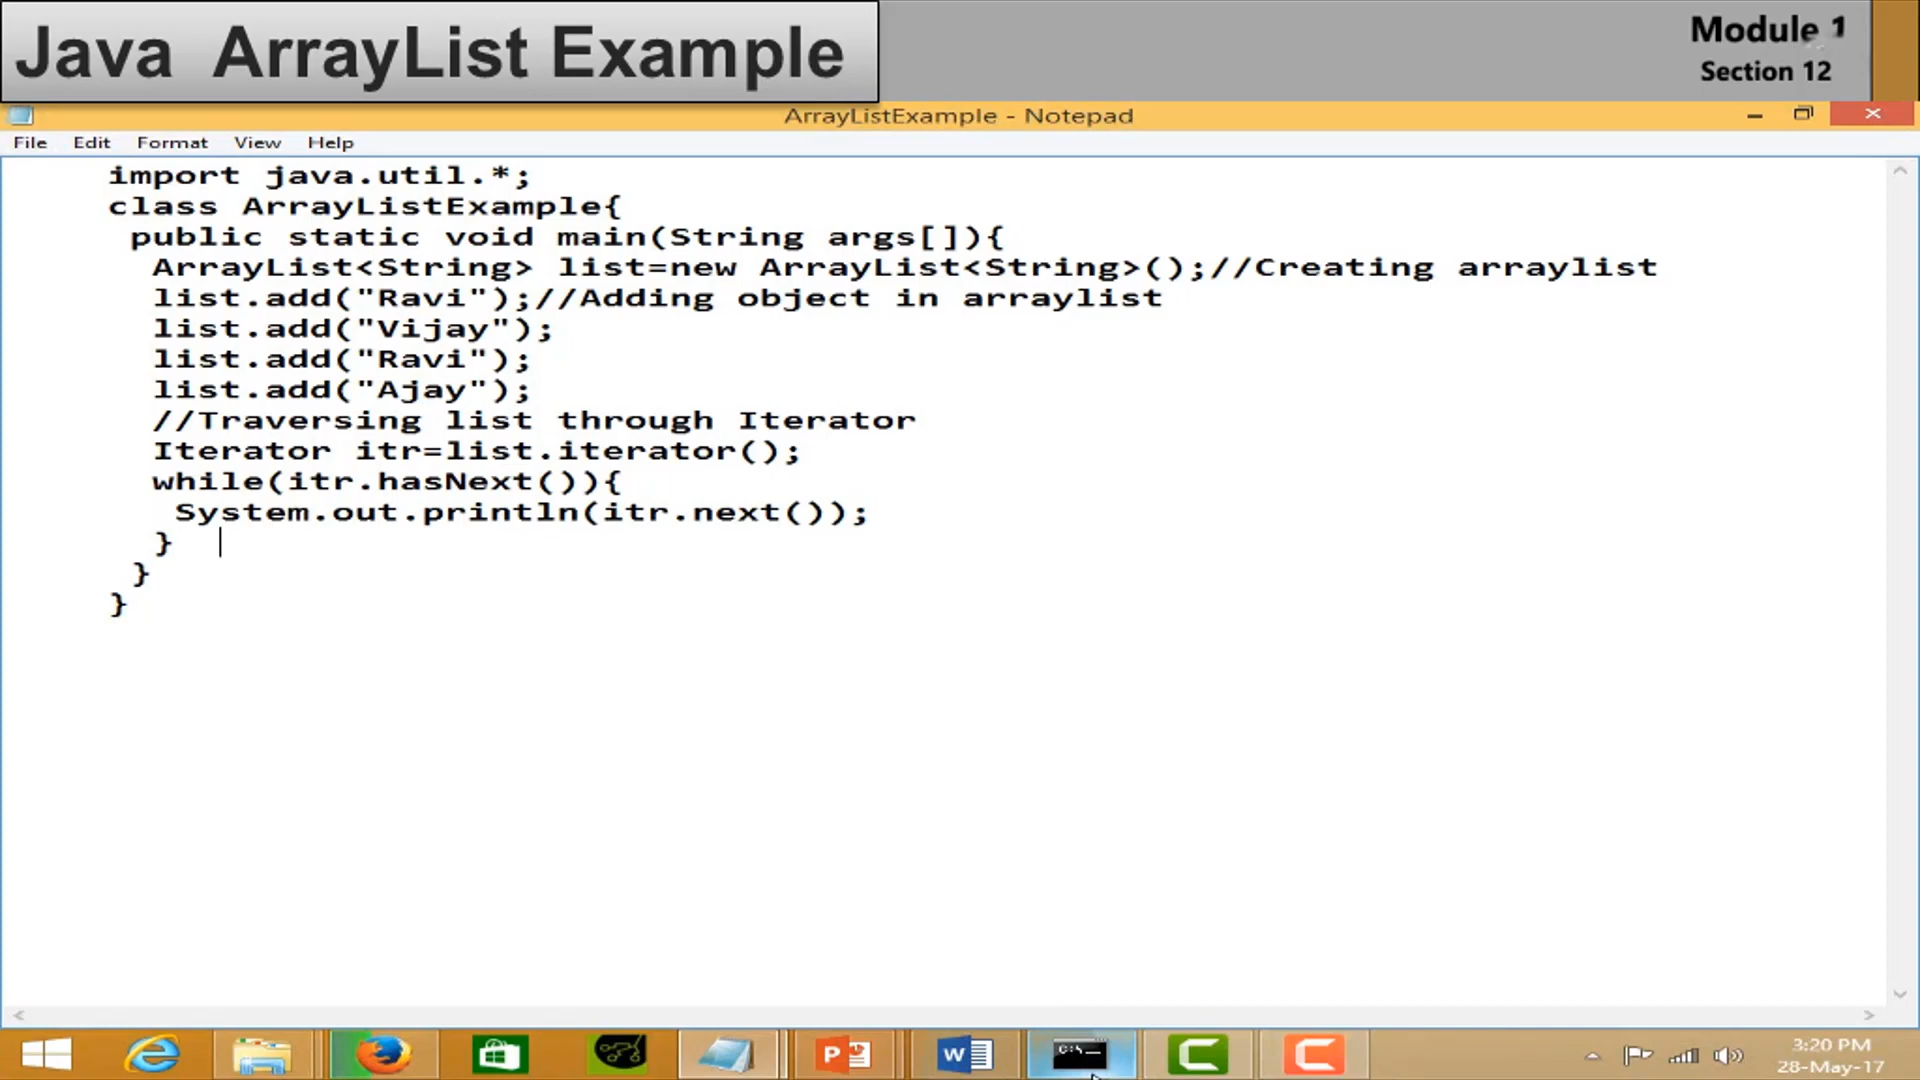 Java ArrayList Example
Module 1
Section 12
ArrayListExample - Notepad
File Edit Format View Help
import java.util.*;
class ArrayListExample{
public static void main(String args[]){
ArrayList<String> list=new ArrayList<String>();//Creating arraylist
list.add("Ravi");//Adding object in arraylist
list.add("Vijay");
list.add("Ravi");
list.add("Ajay");
//Traversing list through Iterator
Iterator itr=list.iterator();
while(itr.hasNext()){
System.out.println(itr.next());
}
}
}
3:20 PM
28-May-17